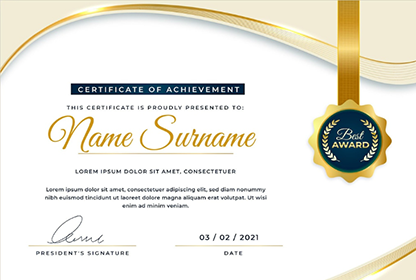 CERTIFICATE OF ACHIEVEMENT
THIS CERTIFICATE IS PROUDLY PRESENTED TO:
Name Surname
LOREM IPSUM DOLOR SIT AMET, CONSECTETUER
Lorem ipsum dolor sit amet, consectetuer adipiscing elit, sed diam nonummy
nibh euismod tincidunt ut laoreet dolore magna aliquam erat volutpat. Ut wisi
enim ad minim veniam.
Best
AWARD
03 / 02 / 2021
PRESIDENT'S SIGNATURE
DATE